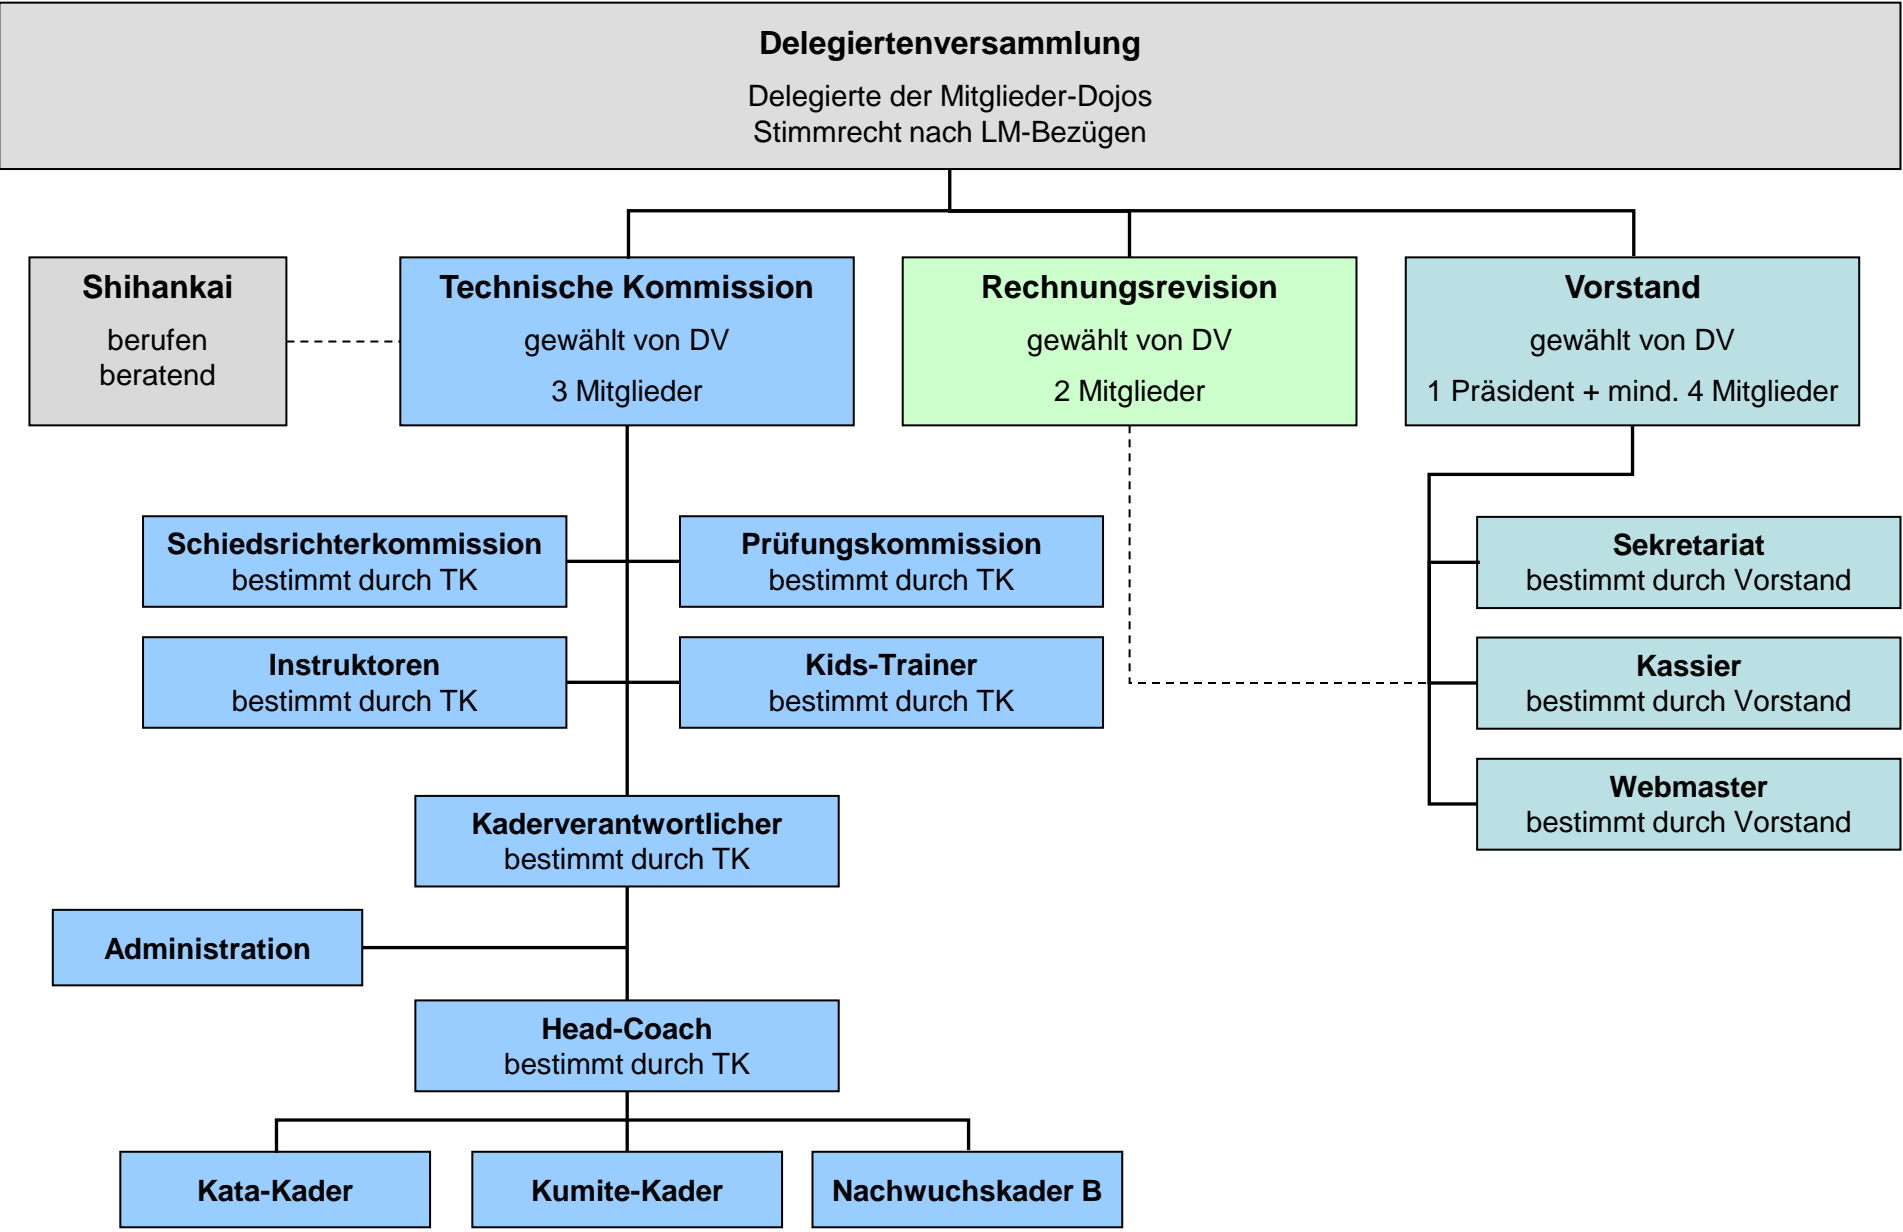 Delegiertenversammlung
Delegierte der Mitglieder-Dojos
Stimmrecht nach LM-Bezügen
Shihankai
berufen
beratend
Technische Kommission
gewählt von DV
3 Mitglieder
Rechnungsrevision
gewählt von DV
2 Mitglieder
Vorstand
gewählt von DV
1 Präsident + mind. 4 Mitglieder
Schiedsrichterkommission
bestimmt durch TK
Prüfungskommission
bestimmt durch TK
Sekretariat
bestimmt durch Vorstand
Instruktoren
bestimmt durch TK
Kids-Trainer
bestimmt durch TK
Kassier
bestimmt durch Vorstand
Webmaster
bestimmt durch Vorstand
Kaderverantwortlicher
bestimmt durch TK
Administration
Head-Coach
bestimmt durch TK
Kata-Kader
Kumite-Kader
Nachwuchskader B